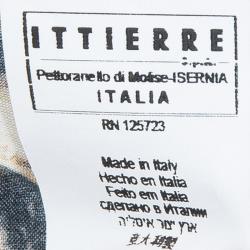 ITTIERRE
S.p.A.
Pettoranello di Molise-ISERNIA
ITALIA
RN 125723
Made in Italy
Hecho en Italia
Feito em Italia
сделано в Италии
ארץ יצור איטליה